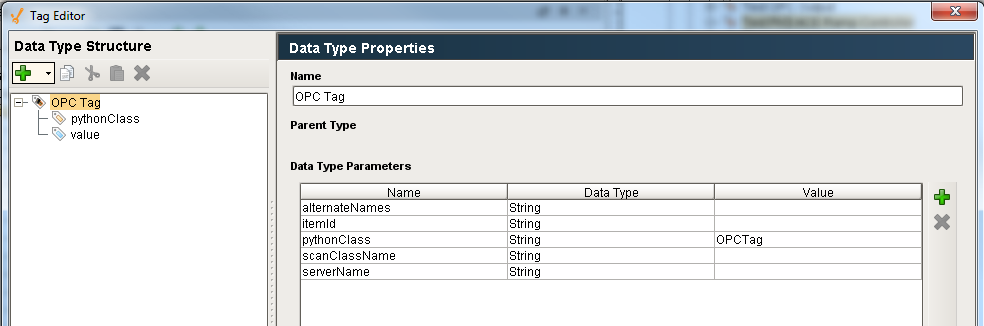 Tag Editor
Data Type Structure
OPC Tag
pythonClass
value
Data Type Properties
Name
OPC Tag
Parent Type
Data Type Parameters
Name Data Type Value
alternateNames String
itemId String
pythonClass String OPCTag
scanClassName String
serverName String